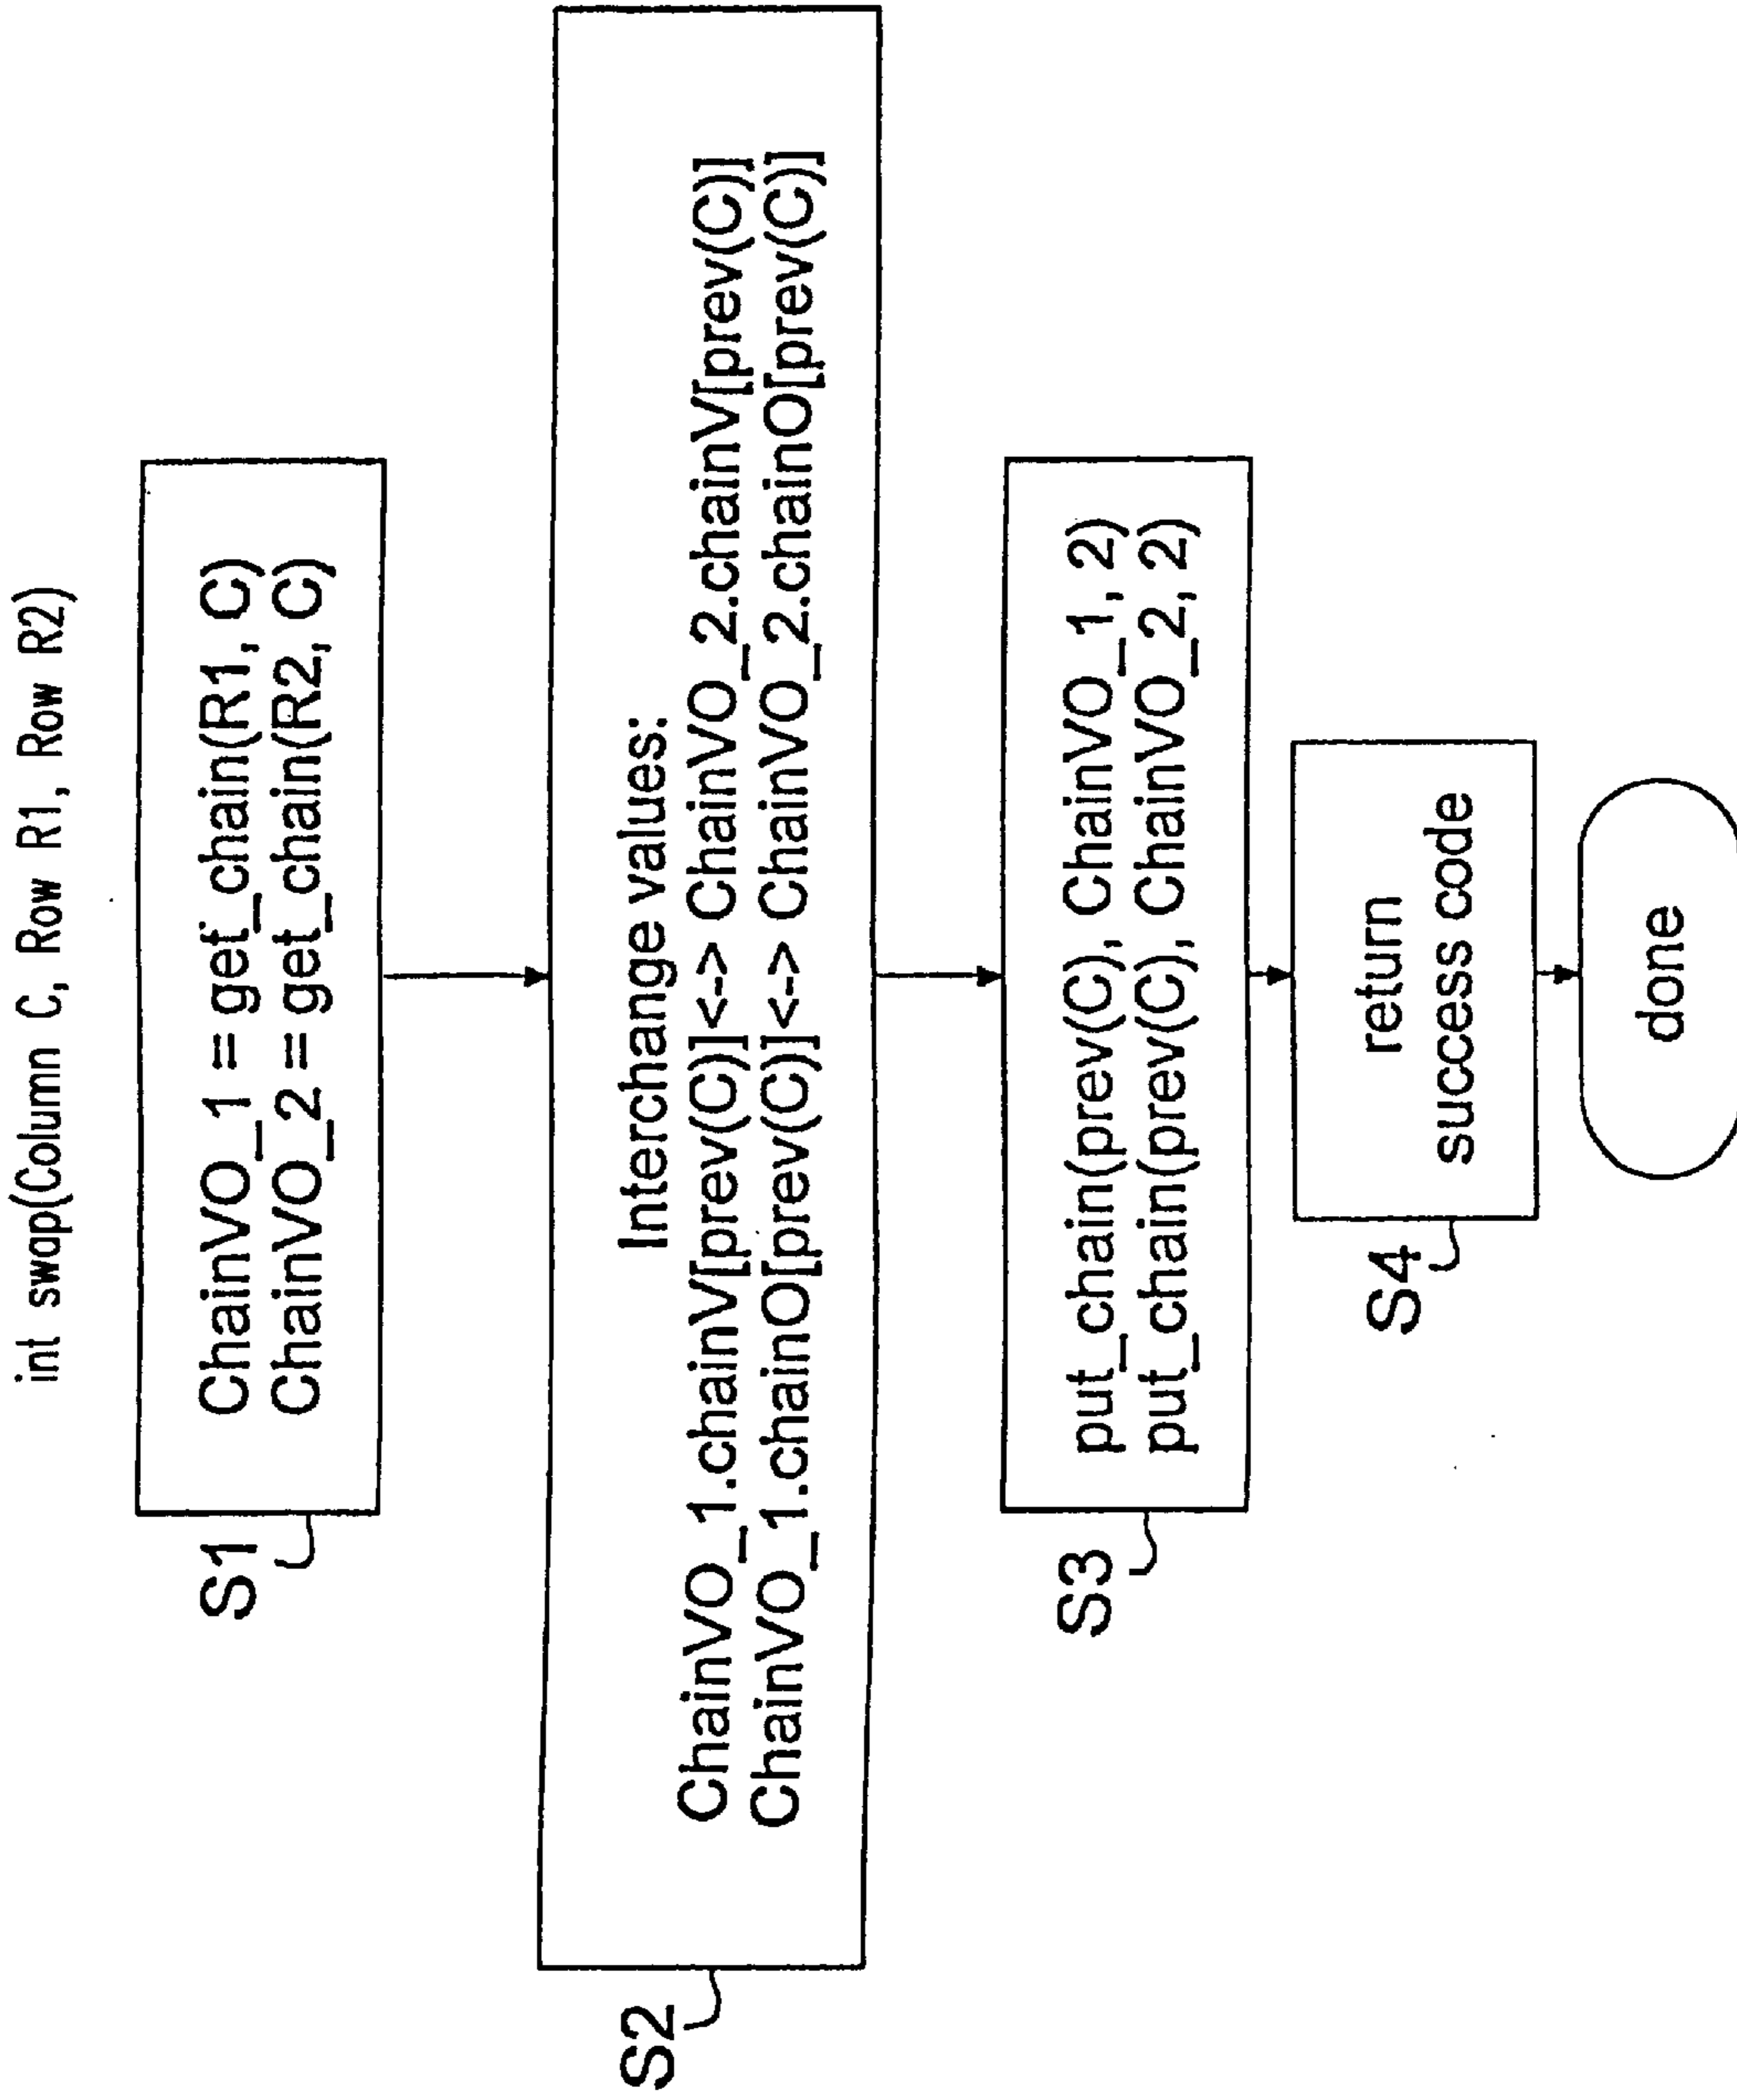 int swap(Column C, Row R1, Row R2)
S1
ChainVO_1 = get_chain(R1, C)
ChainVO_2 = get_chain(R2, C)
S2
Interchange values:
ChainVO_1.chainV[prev(C)] <-> ChainVO_2.chainV[prev(C)]
ChainVO_1.chainO[prev(C)] <-> ChainVO_2.chainO[prev(C)]
S3
put_chain(prev(C), ChainVO_1, 2)
put_chain(prev(C), ChainVO_2, 2)
S4
return
success code
done